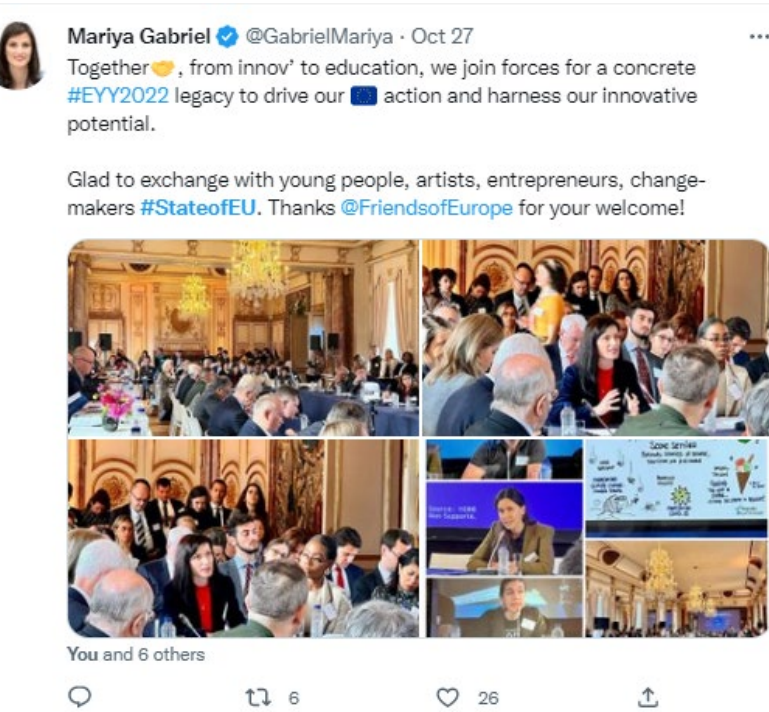 Mariya Gabriel @GabrielMariya · Oct 27
Together🤝, from innov’ to education, we join forces for a concrete
#EYY2022 legacy to drive our 🇪🇺 action and harness our innovative
potential.
Glad to exchange with young people, artists, entrepreneurs, change-
makers #StateofEU. Thanks @FriendsofEurope for your welcome!
You and 6 others
6
26